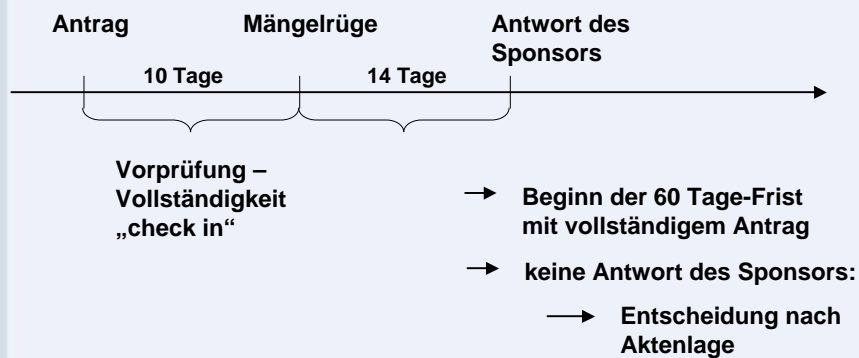 Antrag
Mängelrüge
Antwort des
Sponsors
10 Tage
14 Tage
Vorprüfung –
Vollständigkeit
„check in“
Beginn der 60 Tage-Frist
mit vollständigem Antrag
keine Antwort des Sponsors:
Entscheidung nach
Aktenlage